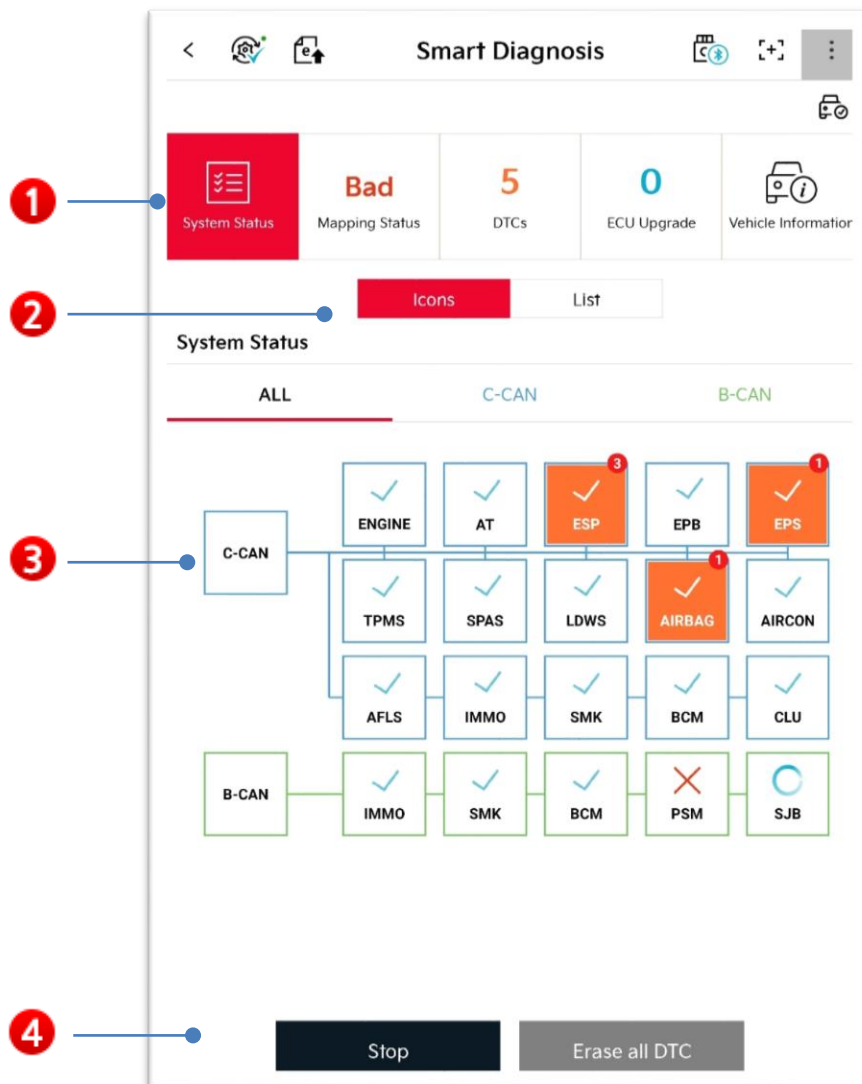 Smart Diagnosis
1
System Status
Bad
Mapping Status
5
DTCs
0
ECU Upgrade
Vehicle Information
2
Icons
List
System Status
ALL
C-CAN
B-CAN
3
C-CAN
ENGINE
AT
3
ESP
EPB
1
EPS
TPMS
SPAS
LDWS
1
AIRBAG
AIRCON
AFLS
IMMO
SMK
BCM
CLU
B-CAN
IMMO
SMK
BCM
PSM
SJB
4
Stop
Erase all DTC